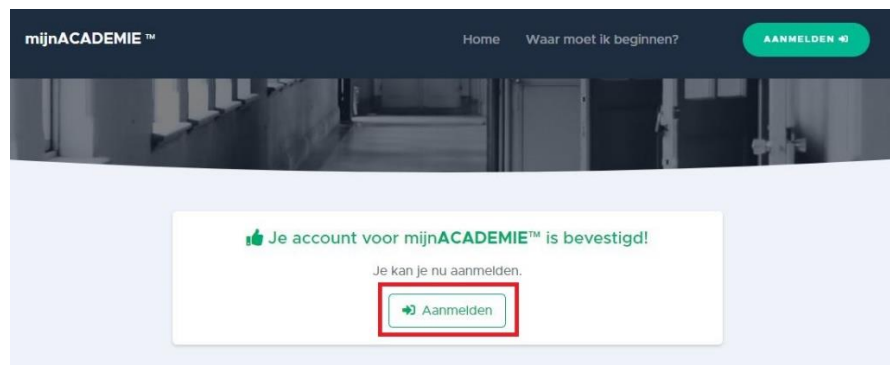 mijnACADEMIE ™
Home
Waar moet ik beginnen?
AANMELDEN
Je account voor mijnACADEMIE™ is bevestigd!
Je kan je nu aanmelden.
Aanmelden